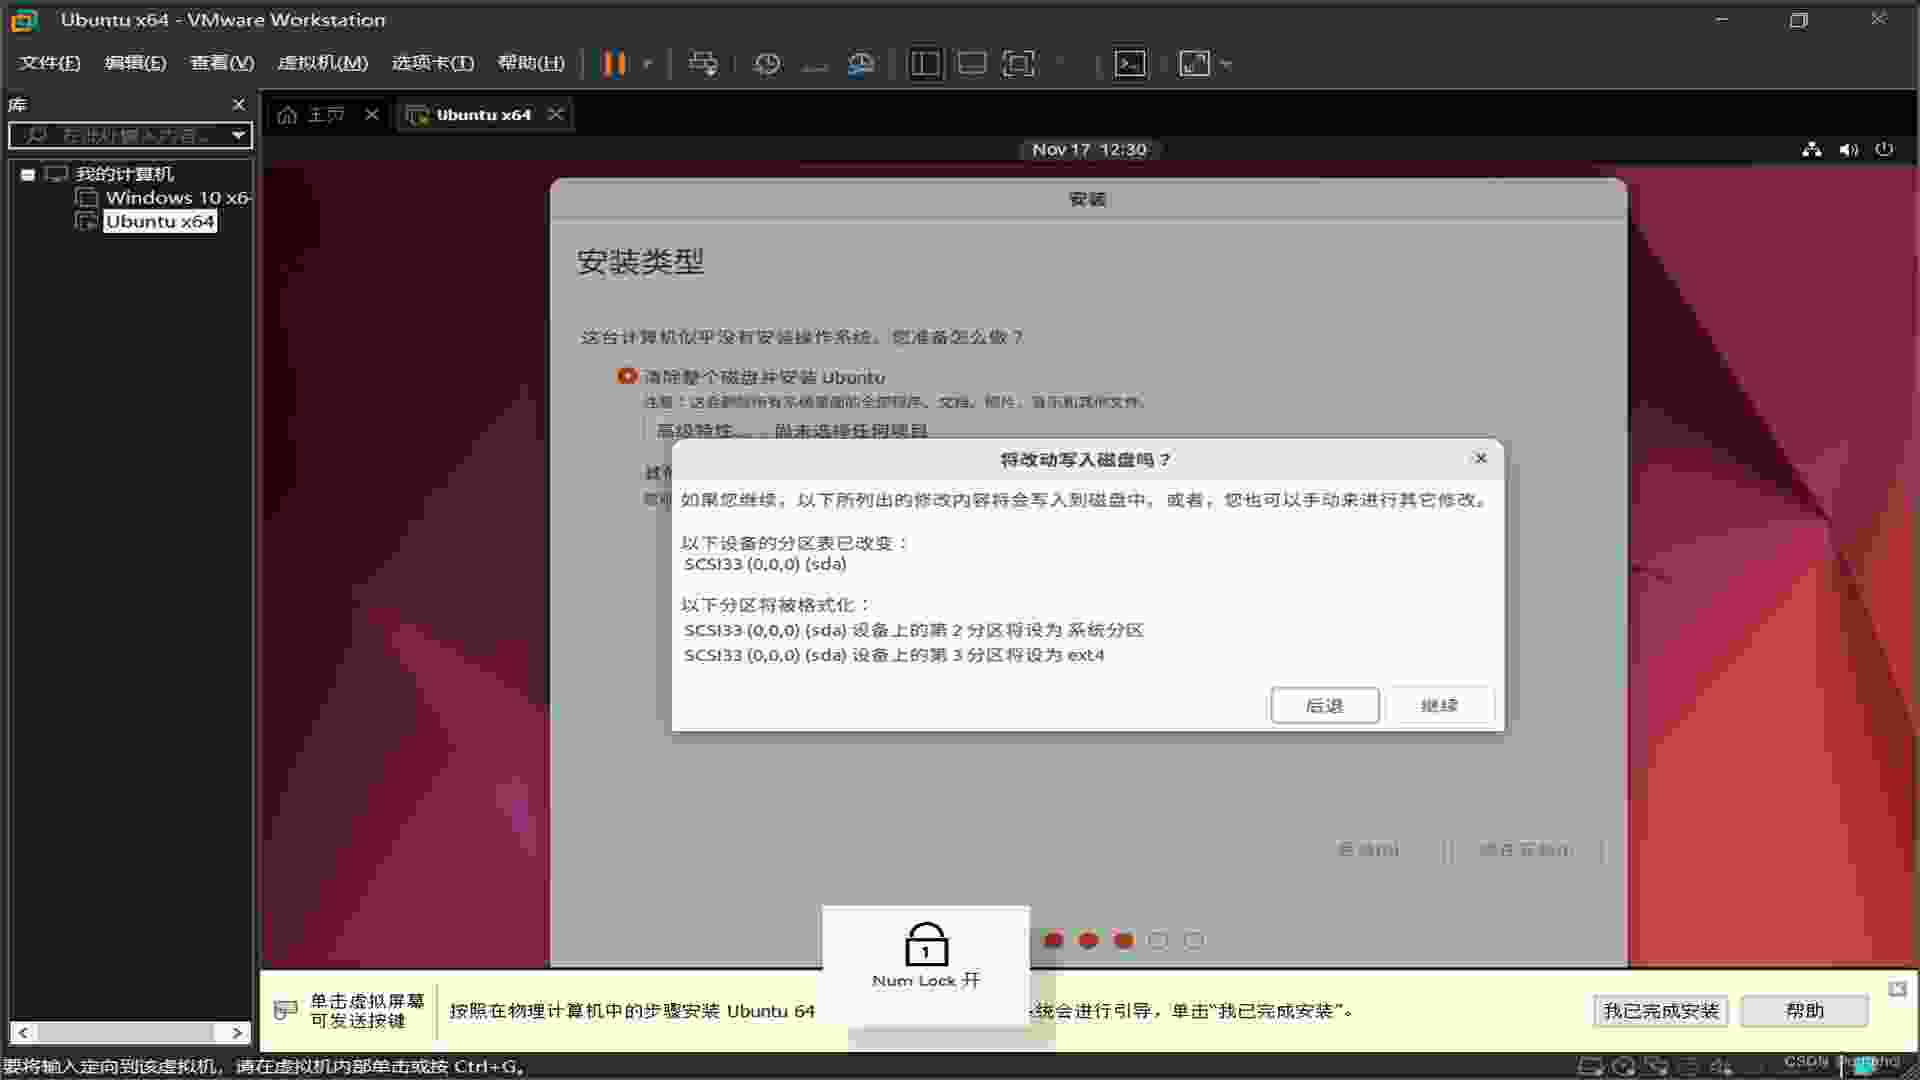 Ubuntu x64 - VMware Workstation
文件(F) 编辑(E) 查看(V) 虚拟机(M) 选项卡(T) 帮助(H)
库
在此处键入内容...
主页
Ubuntu x64
Nov 17 12:30
我的计算机
Windows 10 x6
Ubuntu x64
安装
安装类型
这台计算机似乎没有安装操作系统。您准备怎么做？
清除整个磁盘并安装 Ubuntu
注意：这会删除所有系统里面的全部程序、文档、照片、音乐和其他文件。
高级特性... 尚未选择任何项目
将改动写入磁盘吗？
如果您继续，以下所列出的修改内容将会写入到磁盘中。或者，您也可以手动来进行其它修改。
以下设备的分区表已改变：
SCSI33 (0,0,0) (sda)
以下分区将被格式化：
SCSI33 (0,0,0) (sda) 设备上的第 2 分区将设为 系统分区
SCSI33 (0,0,0) (sda) 设备上的第 3 分区将设为 ext4
后退
继续
Num Lock 开
单击虚拟屏幕
可发送按键
按照在物理计算机中的步骤安装 Ubuntu 64
统会进行引导，单击“我已完成安装”。
我已完成安装
帮助
要将输入定向到该虚拟机，请在虚拟机内部单击或按 Ctrl+G。
CSDN